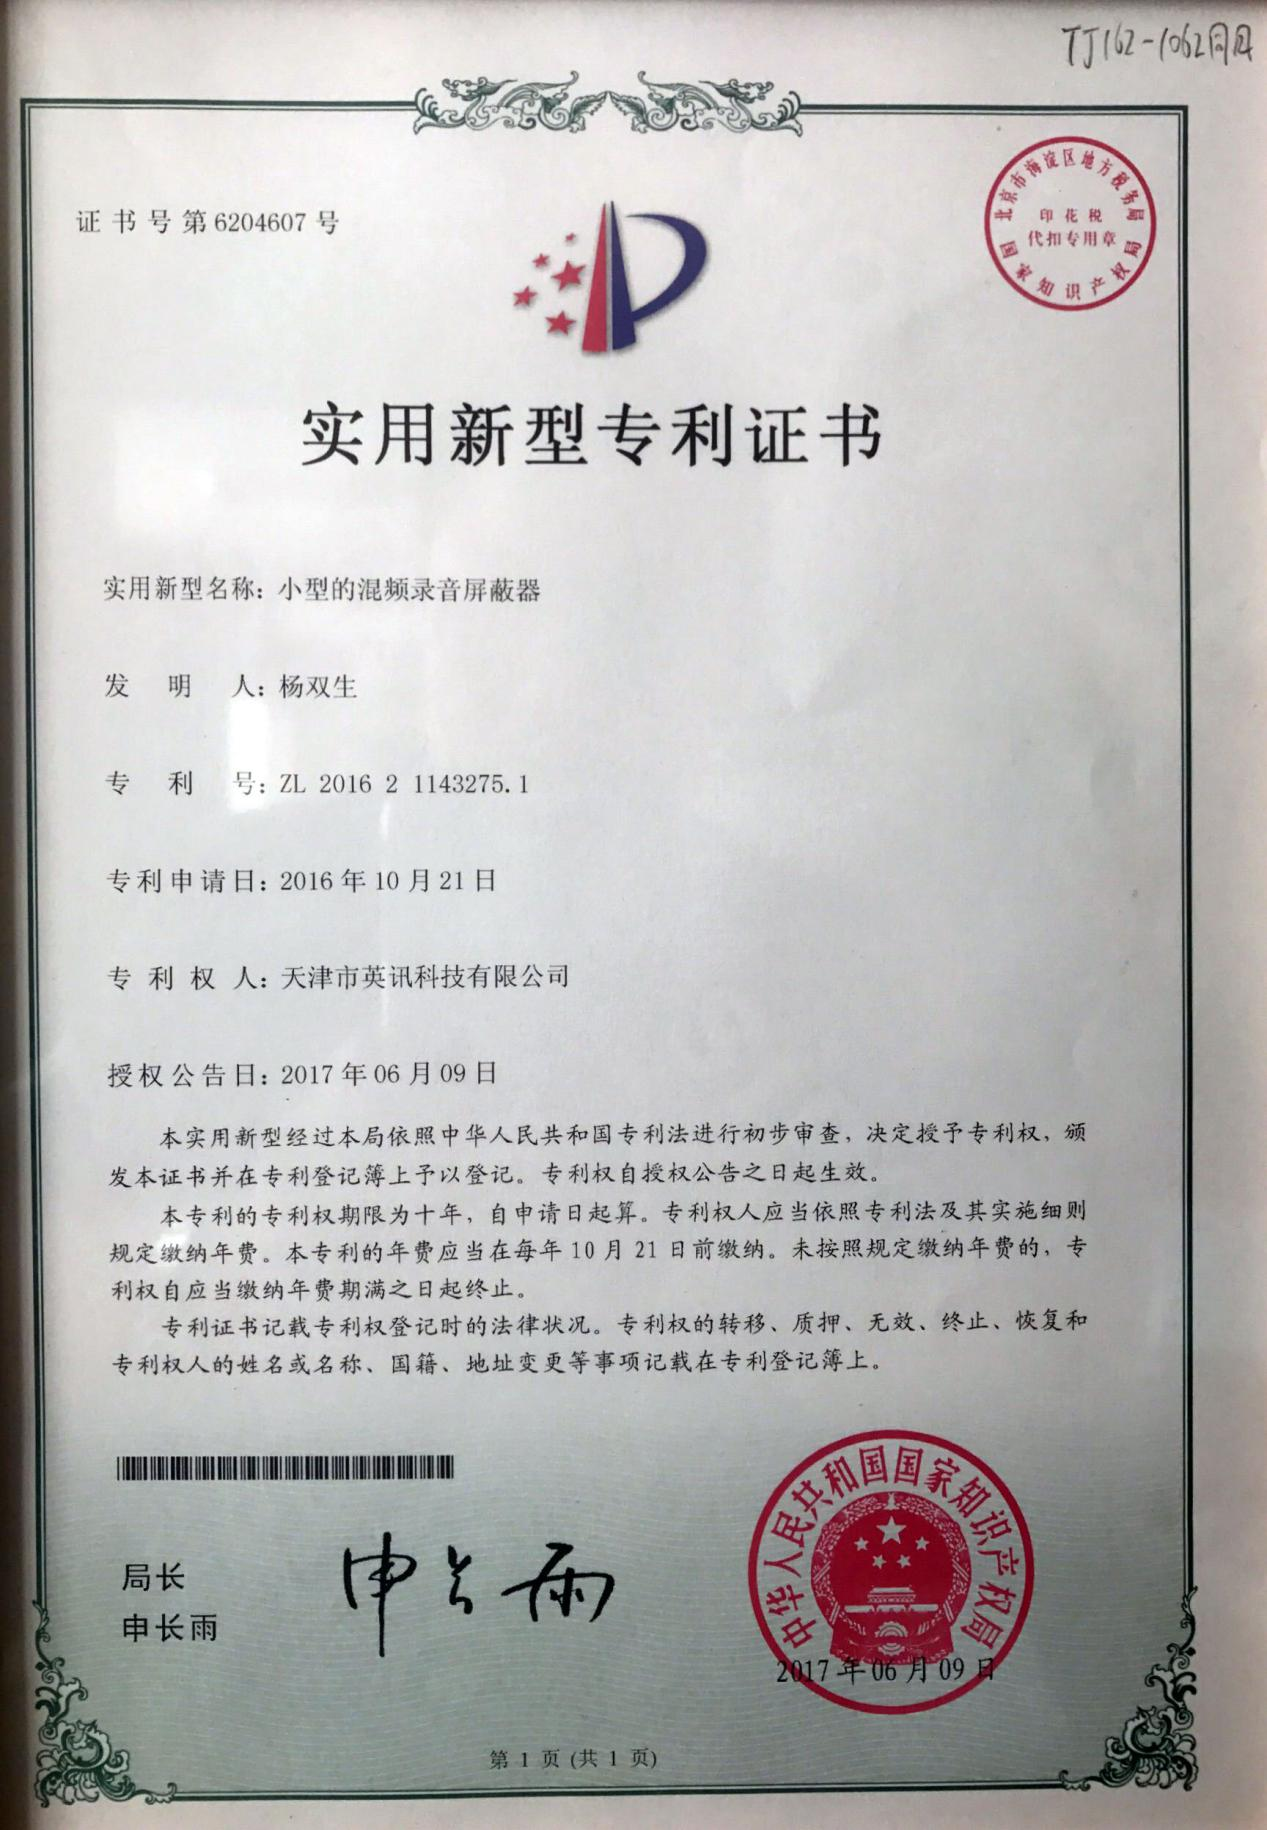 TJ162-1062
证书号第6204607号
北京市海淀区地方税务局
印花税
代扣专用章
国家知识产权局
实用新型专利证书
实用新型名称：小型的混频录音屏蔽器
发明人：杨双生
专利号：ZL 2016 2 1143275.1
专利申请日：2016年10月21日
专利权人：天津市英讯科技有限公司
授权公告日：2017年06月09日
本实用新型经过本局依照中华人民共和国专利法进行初步审查，决定授予专利权，颁
发本证书并在专利登记簿上予以登记。专利权自授权公告之日起生效。
本专利的专利权期限为十年，自申请日起算。专利权人应当依照专利法及其实施细则
规定缴纳年费。本专利的年费应当在每年10月21日前缴纳。未按照规定缴纳年费的，专
利权自应当缴纳年费期满之日起终止。
专利证书记载专利权登记时的法律状况。专利权的转移、质押、无效、终止、恢复和
专利权人的姓名或名称、国籍、地址变更等事项记载在专利登记簿上。
局长
申长雨
申长雨
中华人民共和国国家知识产权局
2017年06月09日
第1页(共1页)